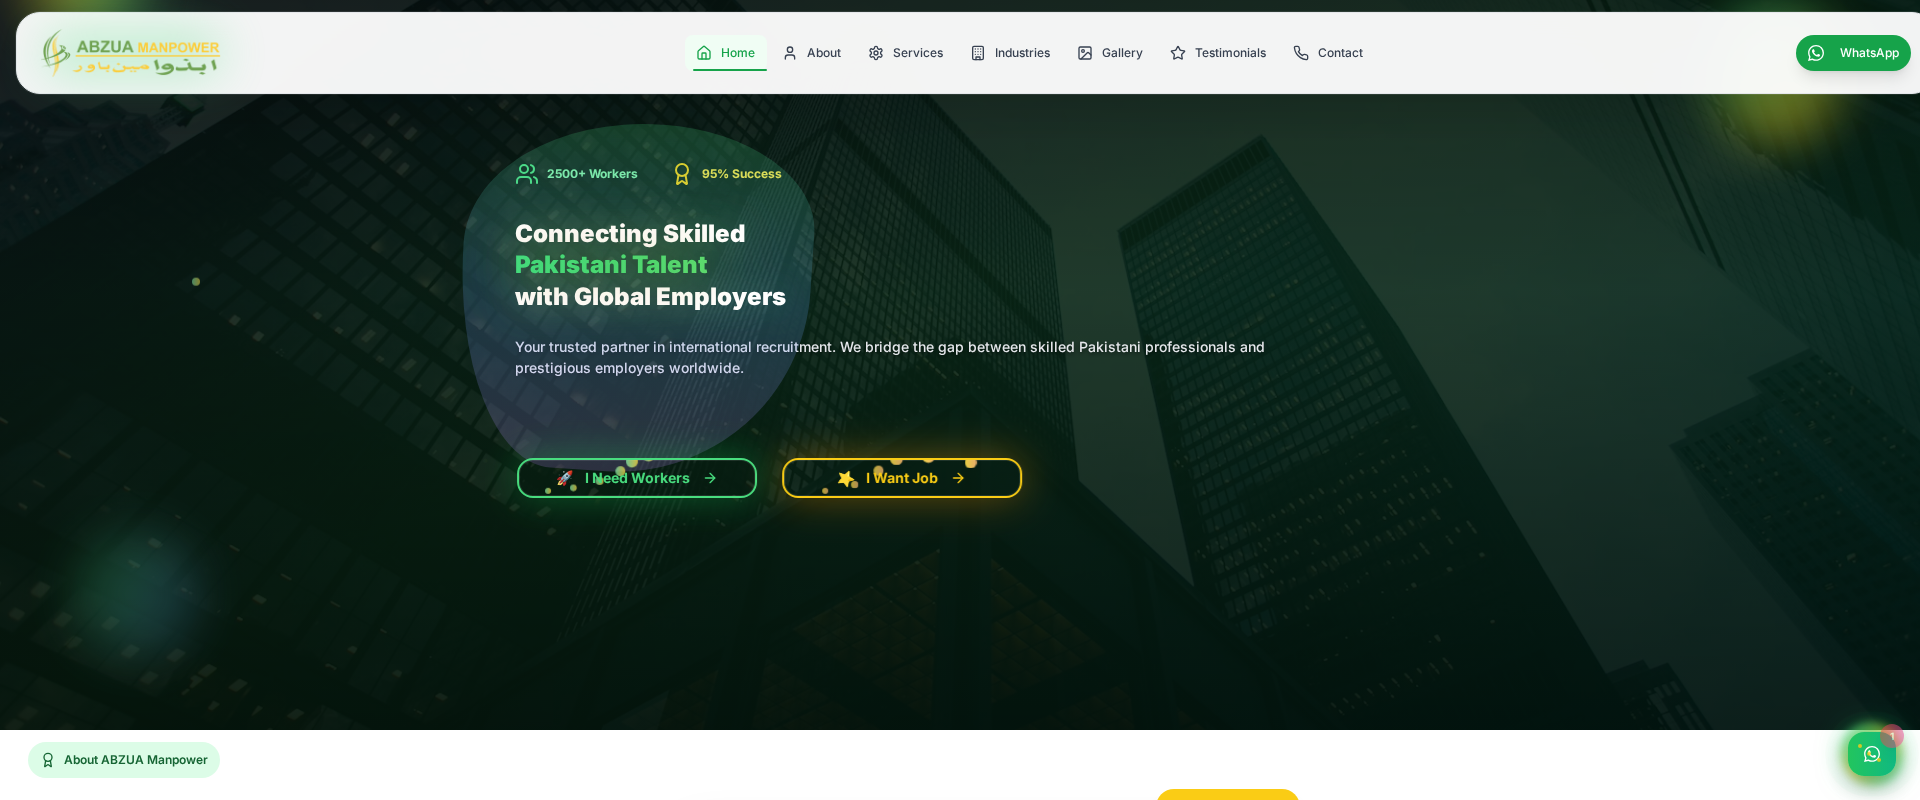 ABZUA MANPOWER
ابذوا مین پاور
Home
About
Services
Industries
Gallery
Testimonials
Contact
WhatsApp
2500+ Workers
95% Success
Connecting Skilled
Pakistani Talent
with Global Employers
Your trusted partner in international recruitment. We bridge the gap between skilled Pakistani professionals and
prestigious employers worldwide.
🚀 I Need Workers →
⭐ I Want Job →
About ABZUA Manpower
1